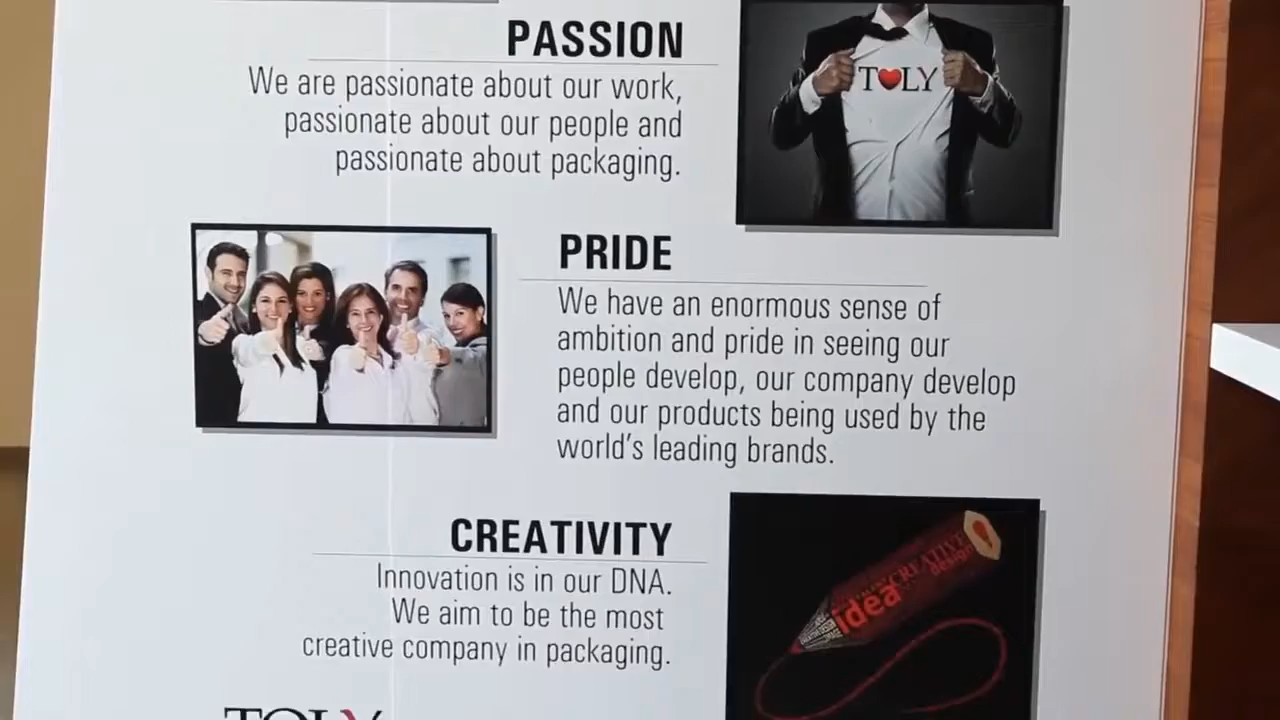 PASSION
We are passionate about our work,
passionate about our people and
passionate about packaging.
T♥LY
PRIDE
We have an enormous sense of
ambition and pride in seeing our
people develop, our company develop
and our products being used by the
world's leading brands.
CREATIVITY
Innovation is in our DNA.
We aim to be the most
creative company in packaging.
CREATIVE
design
idea
TOLY